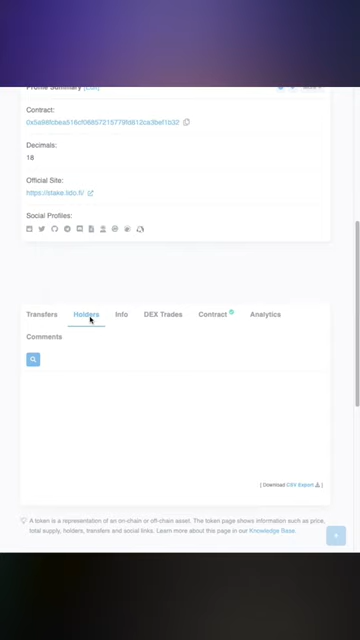 Profile Summary [Edit]
Contract:
Decimals:
18
Official Site:
https://stake.lido.fi/
Social Profiles:
Transfers Holders Info DEX Trades Contract Analytics
Comments
[ Download CSV Export ]
A token is a representation of an on-chain or off-chain asset. The token page shows information such as price,
total supply, holders, transfers and social links. Learn more about this page in our Knowledge Base.